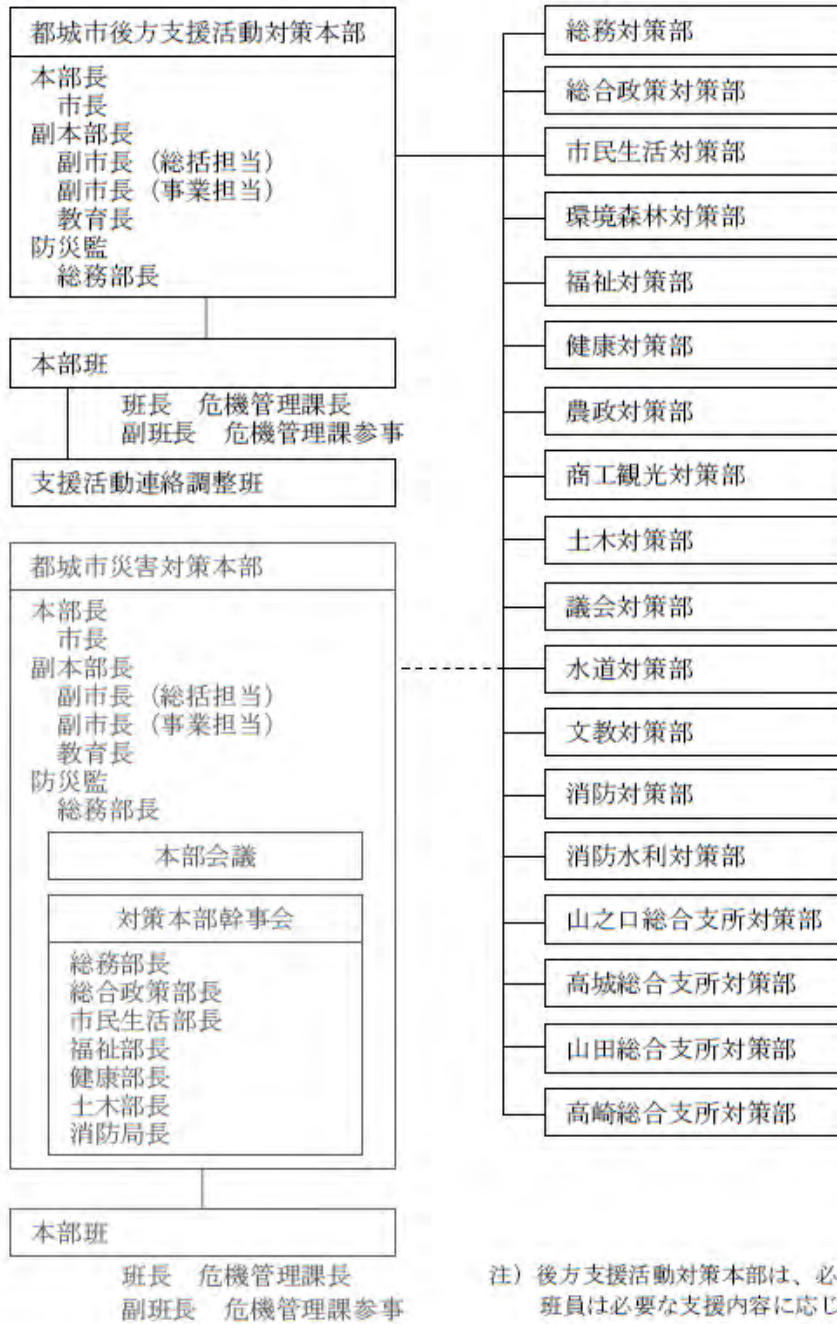 都城市後方支援活動対策本部
本部長
市長
副本部長
副市長（総括担当）
副市長（事業担当）
教育長
防災監
総務部長
本部班
班長　危機管理課長
副班長　危機管理課参事
支援活動連絡調整班
都城市災害対策本部
本部長
市長
副本部長
副市長（総括担当）
副市長（事業担当）
教育長
防災監
総務部長
本部会議
対策本部幹事会
総務部長
総合政策部長
市民生活部長
福祉部長
健康部長
土木部長
消防局長
本部班
班長　危機管理課長
副班長　危機管理課参事
総務対策部
総合政策対策部
市民生活対策部
環境森林対策部
福祉対策部
健康対策部
農政対策部
商工観光対策部
土木対策部
議会対策部
水道対策部
文教対策部
消防対策部
消防水利対策部
山之口総合支所対策部
高城総合支所対策部
山田総合支所対策部
高崎総合支所対策部
注）後方支援活動対策本部は、必
班員は必要な支援内容に応じ